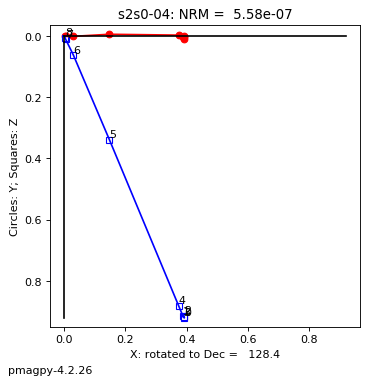 s2s0-04: NRM =  5.58e-07
0.0
0.2
0.4
0.6
0.8
Circles: Y; Squares: Z
6
5
4
0.0 0.2 0.4 0.6 0.8
X: rotated to Dec =   128.4
pmagpy-4.2.26